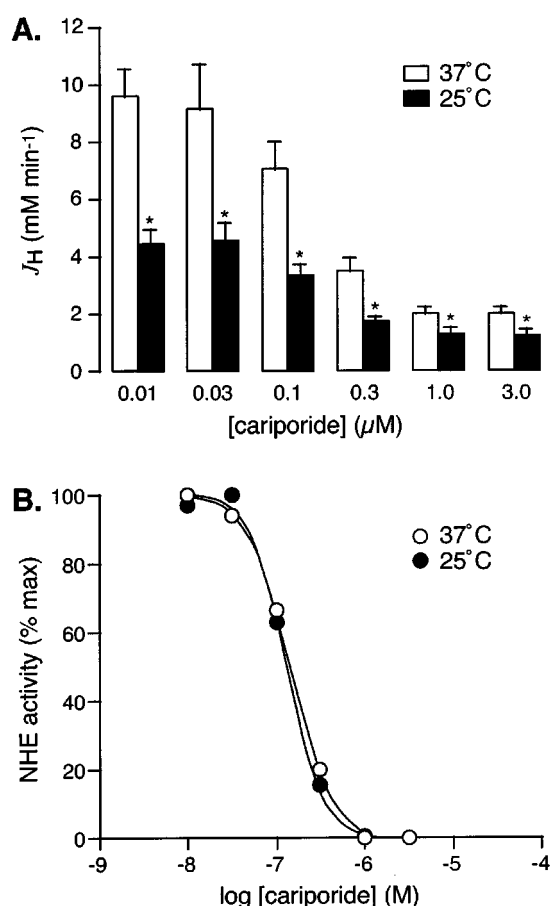 A.
12
10
8
6
4
2
0
J_H (mM min⁻¹)
37°C
25°C
* * * * * *
0.01 0.03 0.1 0.3 1.0 3.0
[cariporide] (μM)
B.
100
80
60
40
20
0
NHE activity (% max)
37°C
25°C
-9 -8 -7 -6 -5 -4
log [cariporide] (M)